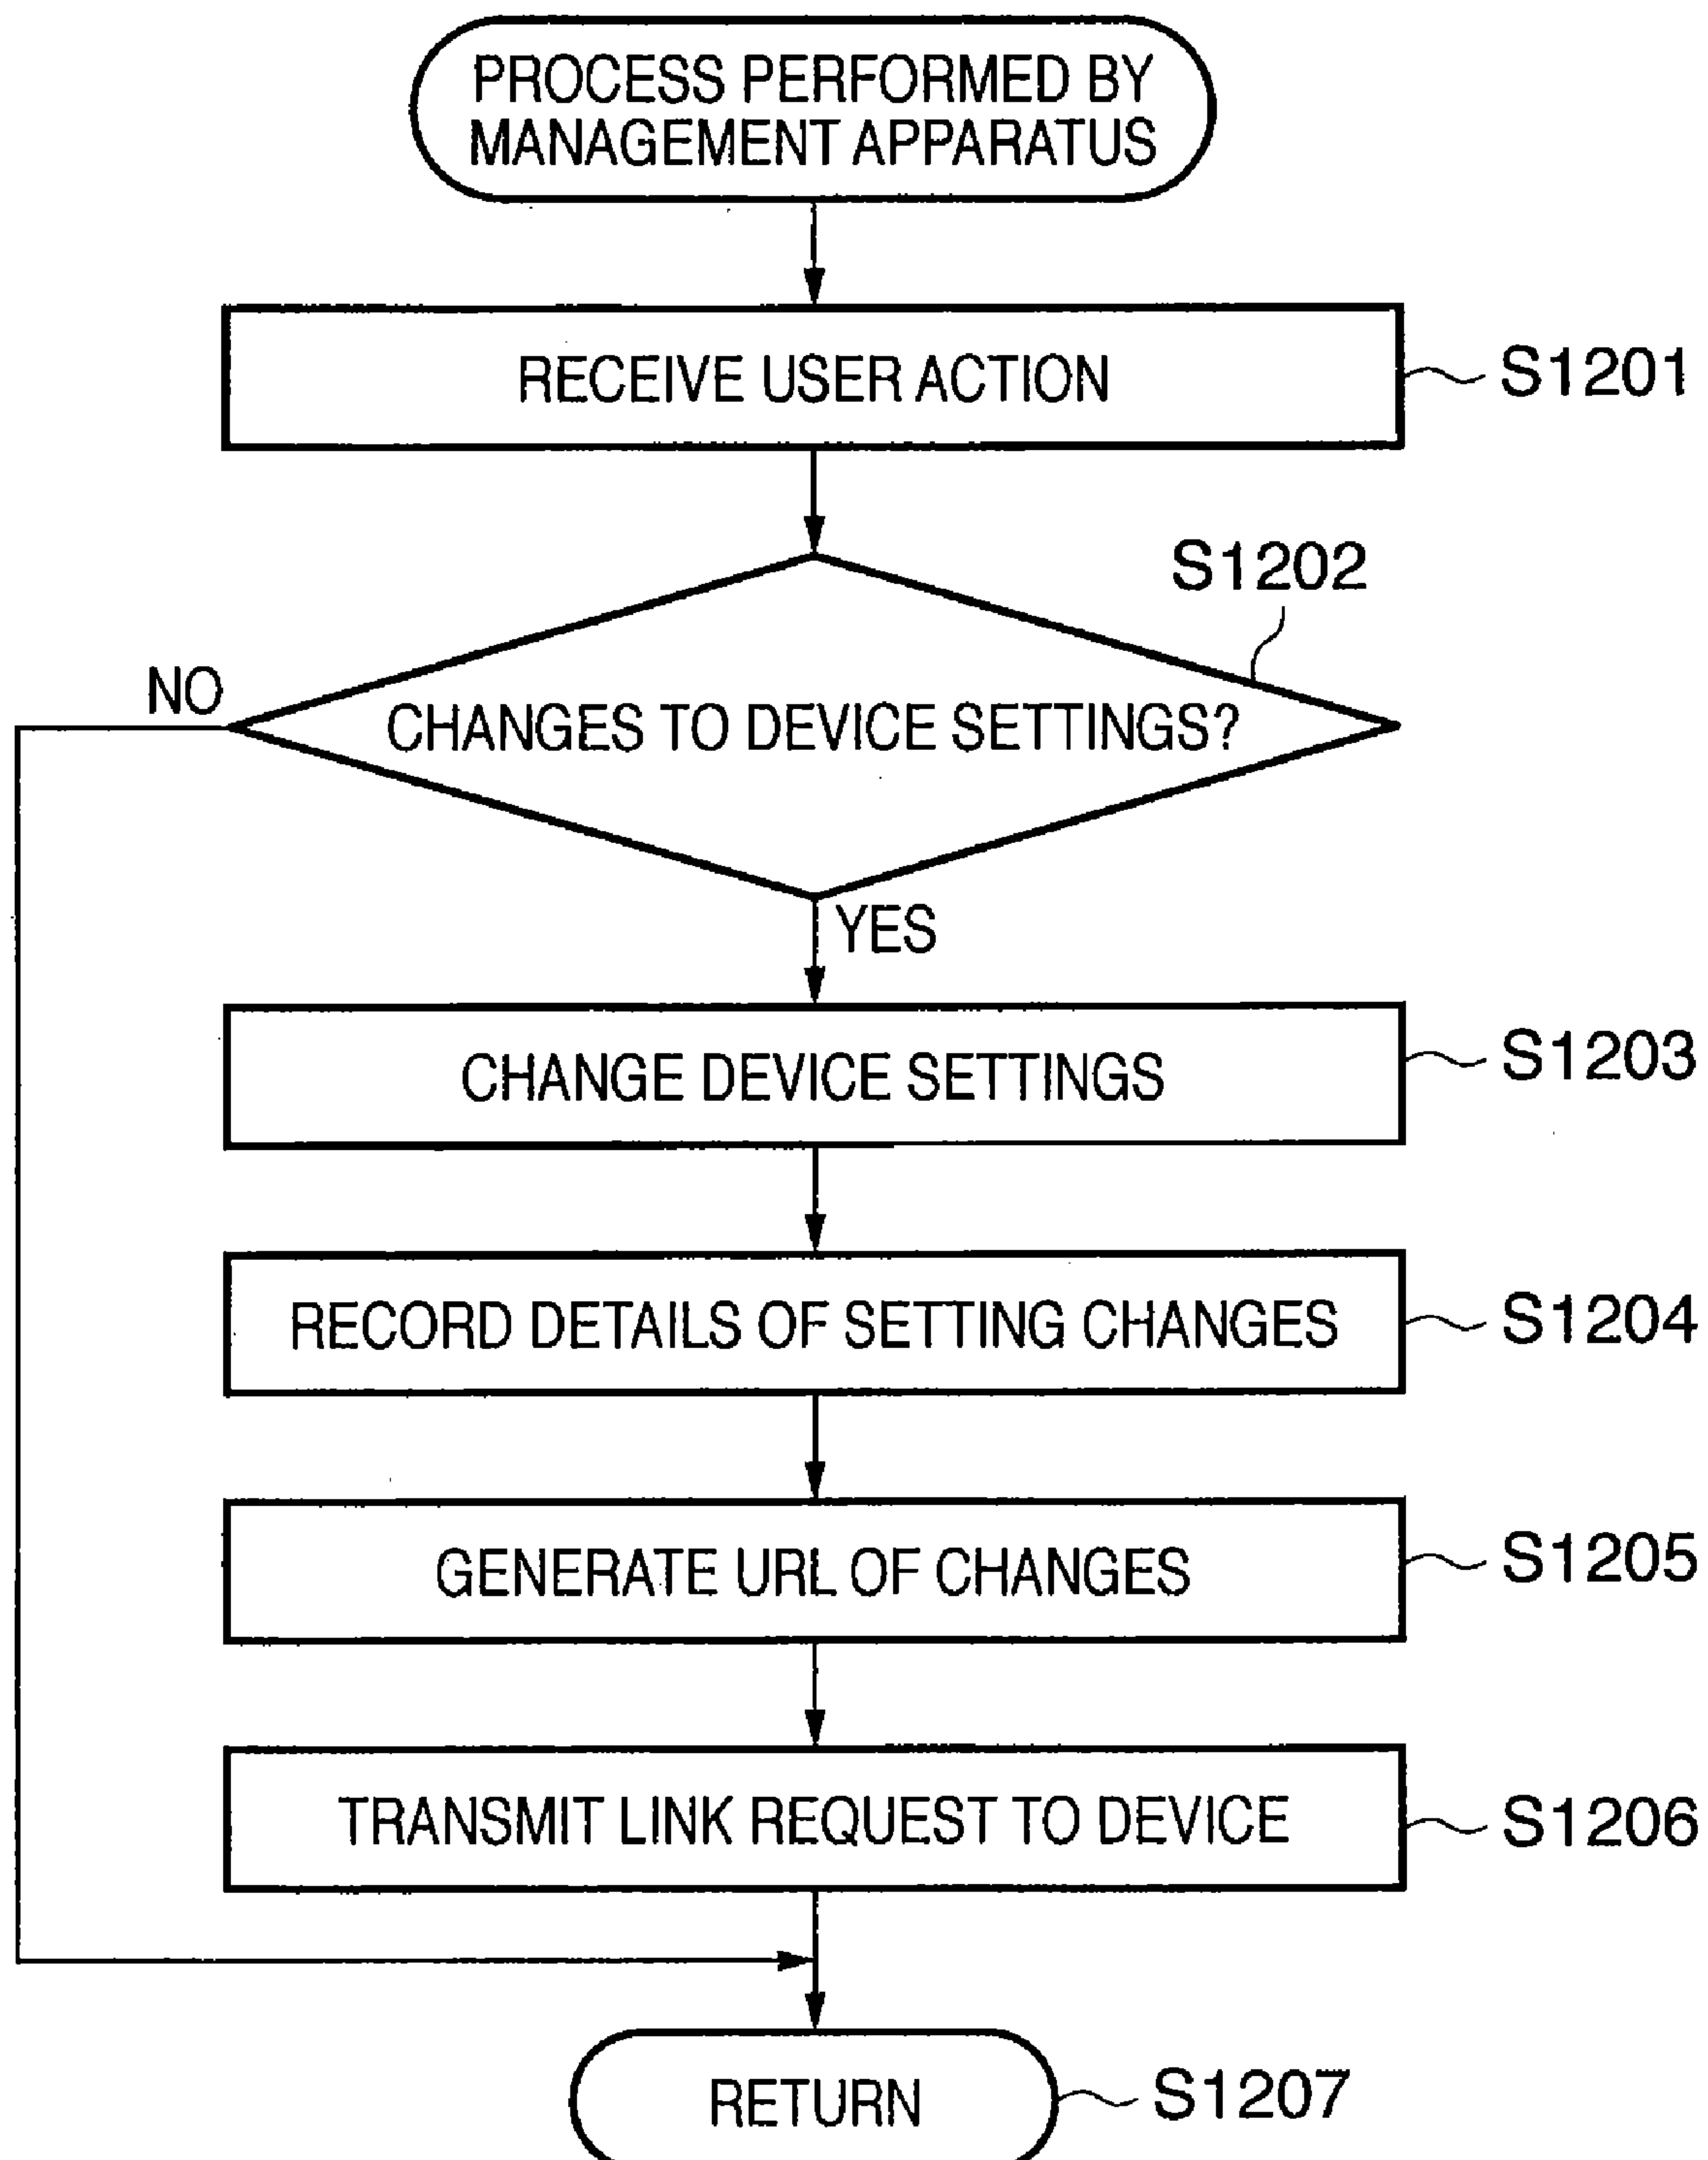 PROCESS PERFORMED BY
MANAGEMENT APPARATUS
RECEIVE USER ACTION
S1201
S1202
NO
CHANGES TO DEVICE SETTINGS?
YES
CHANGE DEVICE SETTINGS
S1203
RECORD DETAILS OF SETTING CHANGES
S1204
GENERATE URL OF CHANGES
S1205
TRANSMIT LINK REQUEST TO DEVICE
S1206
RETURN
S1207